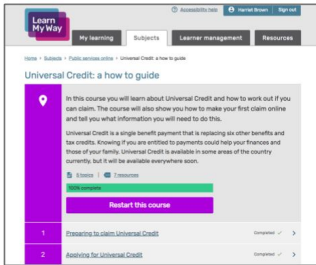 Accessibility help
Harriet Brown
Sign out
Learn
My Way
My learning
Subjects
Learner management
Resources
Home > Subjects > Public services online > Universal Credit: a how to guide
Universal Credit: a how to guide
In this course you will learn about Universal Credit and how to work out if you
can claim. The course will also show you how to make your first claim online
and tell you what information you will need to do this.
Universal Credit is a single benefit payment that is replacing six other benefits and
tax credits. Knowing if you are entitled to payments could help your finances and
those of your family. Universal Credit is available in some areas of the country
currently, but it will be available everywhere soon.
5 topics | 7 resources
100% complete
Restart this course
1 Preparing to claim Universal Credit Completed ✓ >
2 Applying for Universal Credit Completed ✓ >